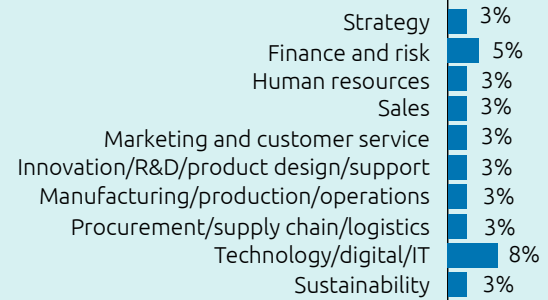 Strategy 3%
Finance and risk 5%
Human resources 3%
Sales 3%
Marketing and customer service 3%
Innovation/R&D/product design/support 3%
Manufacturing/production/operations 3%
Procurement/supply chain/logistics 3%
Technology/digital/IT 8%
Sustainability 3%